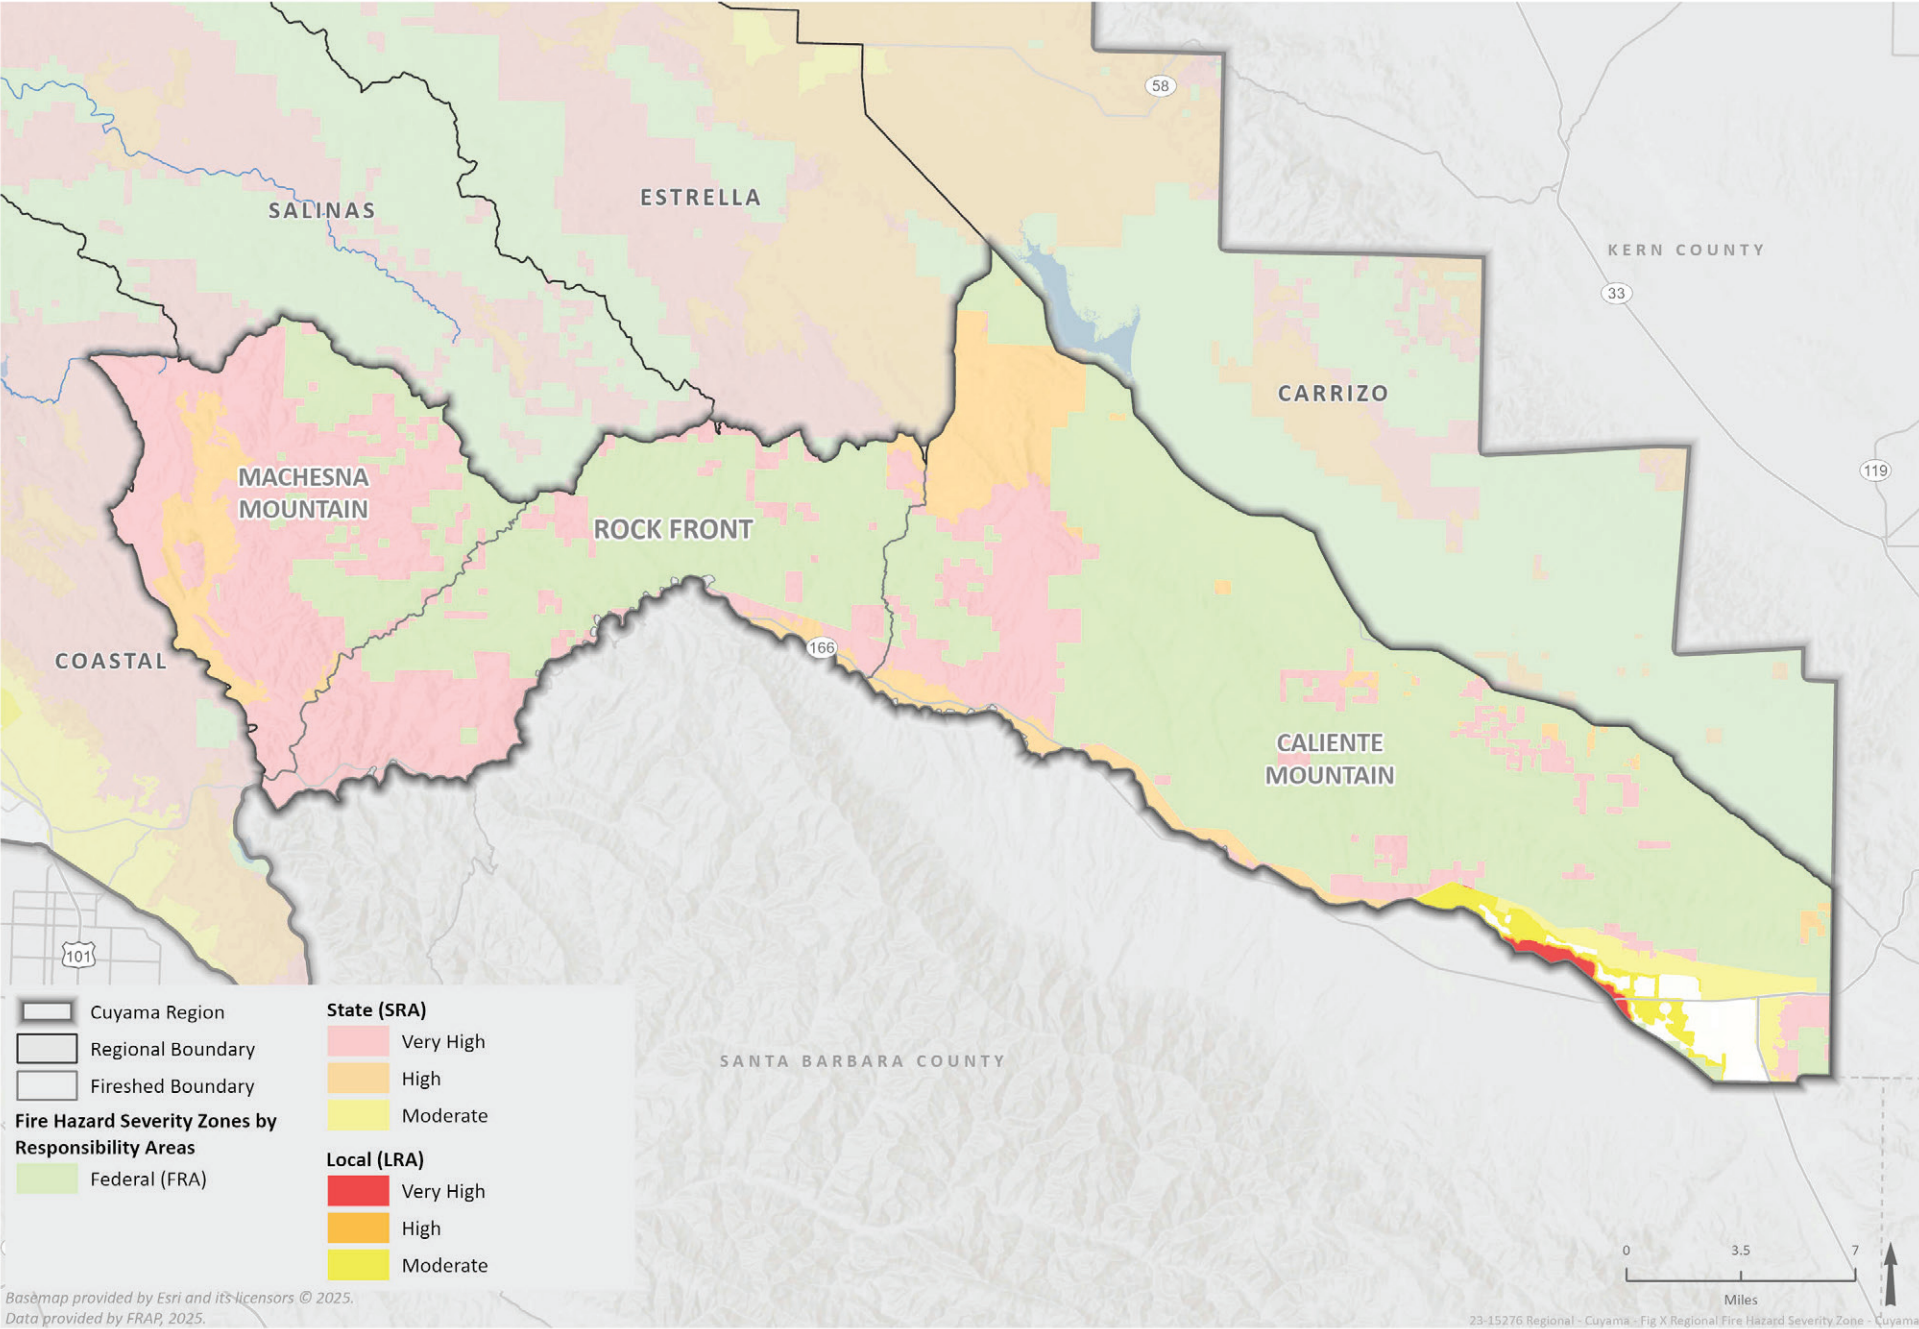 58
SALINAS
ESTRELLA
KERN COUNTY
33
CARRIZO
MACHESNA
MOUNTAIN
119
ROCK FRONT
166
COASTAL
CALIENTE
MOUNTAIN
101
SANTA BARBARA COUNTY
Cuyama Region
Regional Boundary
Fireshed Boundary
Fire Hazard Severity Zones by
Responsibility Areas
Federal (FRA)
State (SRA)
Very High
High
Moderate
Local (LRA)
Very High
High
Moderate
0 3.5 7
Miles
Basemap provided by Esri and its licensors © 2025.
Data provided by FRAP, 2025.
23-15276 Regional - Cuyama - Fig X Regional Fire Hazard Severity Zone - Cuyama